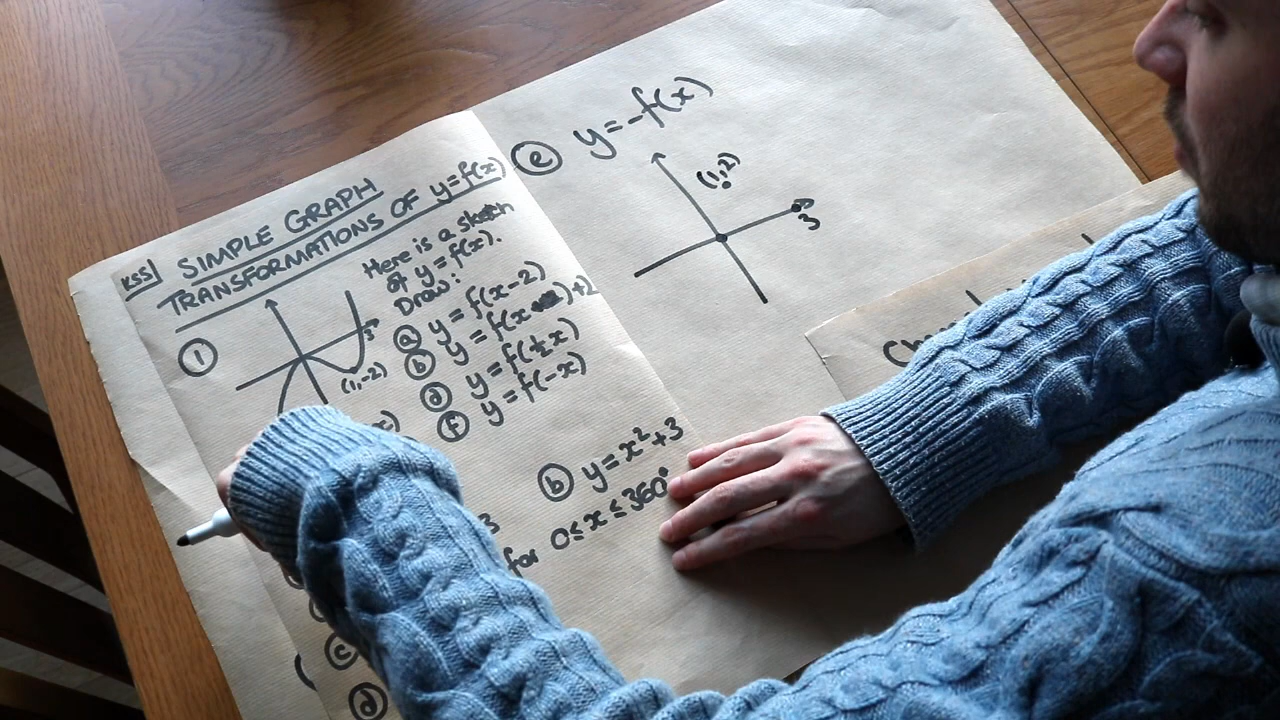 KS5
SIMPLE GRAPH
TRANSFORMATIONS OF y=f(x)
①
3
(1,-2)
Here is a sketch
of y = f(x).
Draw:
ⓐ y = f(x-2)
ⓑ y = f(x)+2
ⓓ y = f(½x)
ⓕ y = f(-x)
x)
ⓑ y = x²+3
3
for 0≤x≤360°
ⓒ
ⓓ
ⓔ y=-f(x)
(1,2)
3